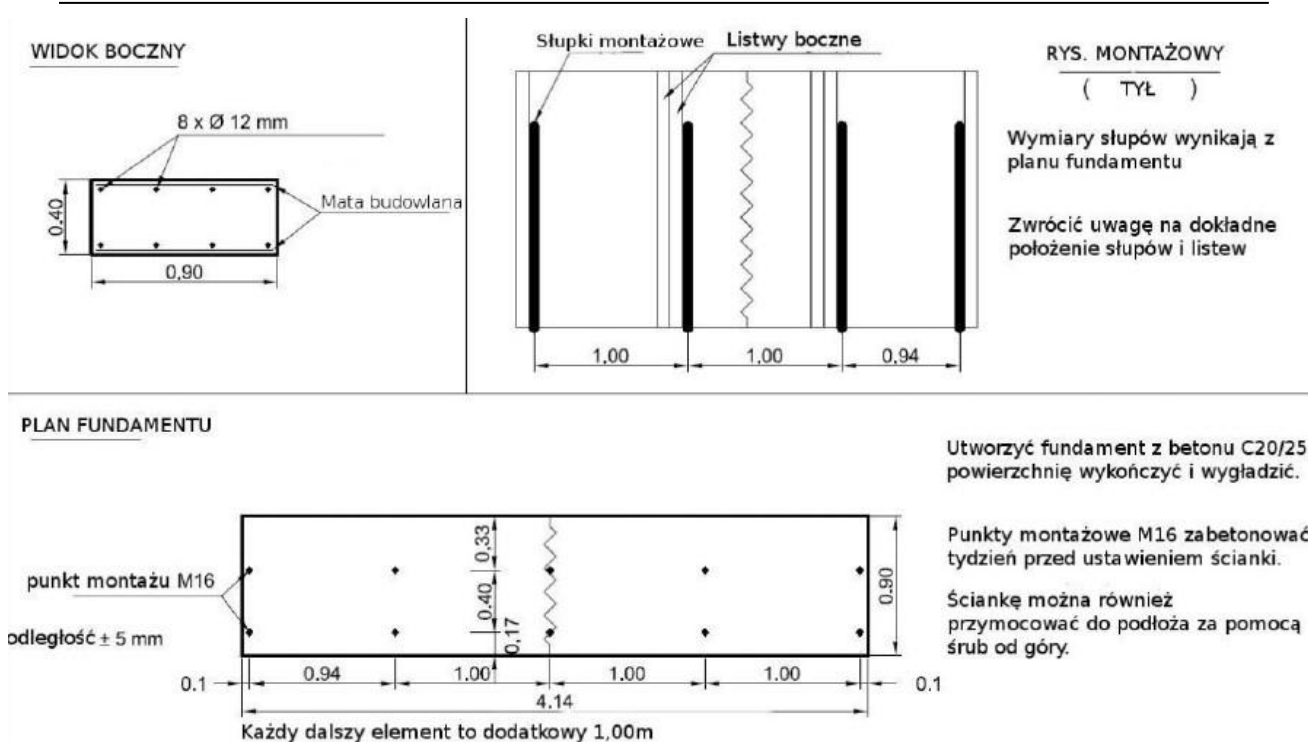 WIDOK BOCZNY
8 x Ø 12 mm
Mata budowlana
0.40
0,90
Słupki montażowe
Listwy boczne
1,00
1,00
0,94
RYS. MONTAŻOWY
( TYŁ )
Wymiary słupów wynikają z
planu fundamentu
Zwrócić uwagę na dokładne
położenie słupów i listew
PLAN FUNDAMENTU
punkt montażu M16
odległość ± 5 mm
0,33
0.40
0,17
0.90
0.1
0.94
1.00
1.00
1.00
0.1
4.14
Każdy dalszy element to dodatkowy 1,00m
Utworzyć fundament z betonu C20/25
powierzchnię wykończyć i wygładzić.
Punkty montażowe M16 zabetonować
tydzień przed ustawieniem ścianki.
Ściankę można również
przymocować do podłoża za pomocą
śrub od góry.